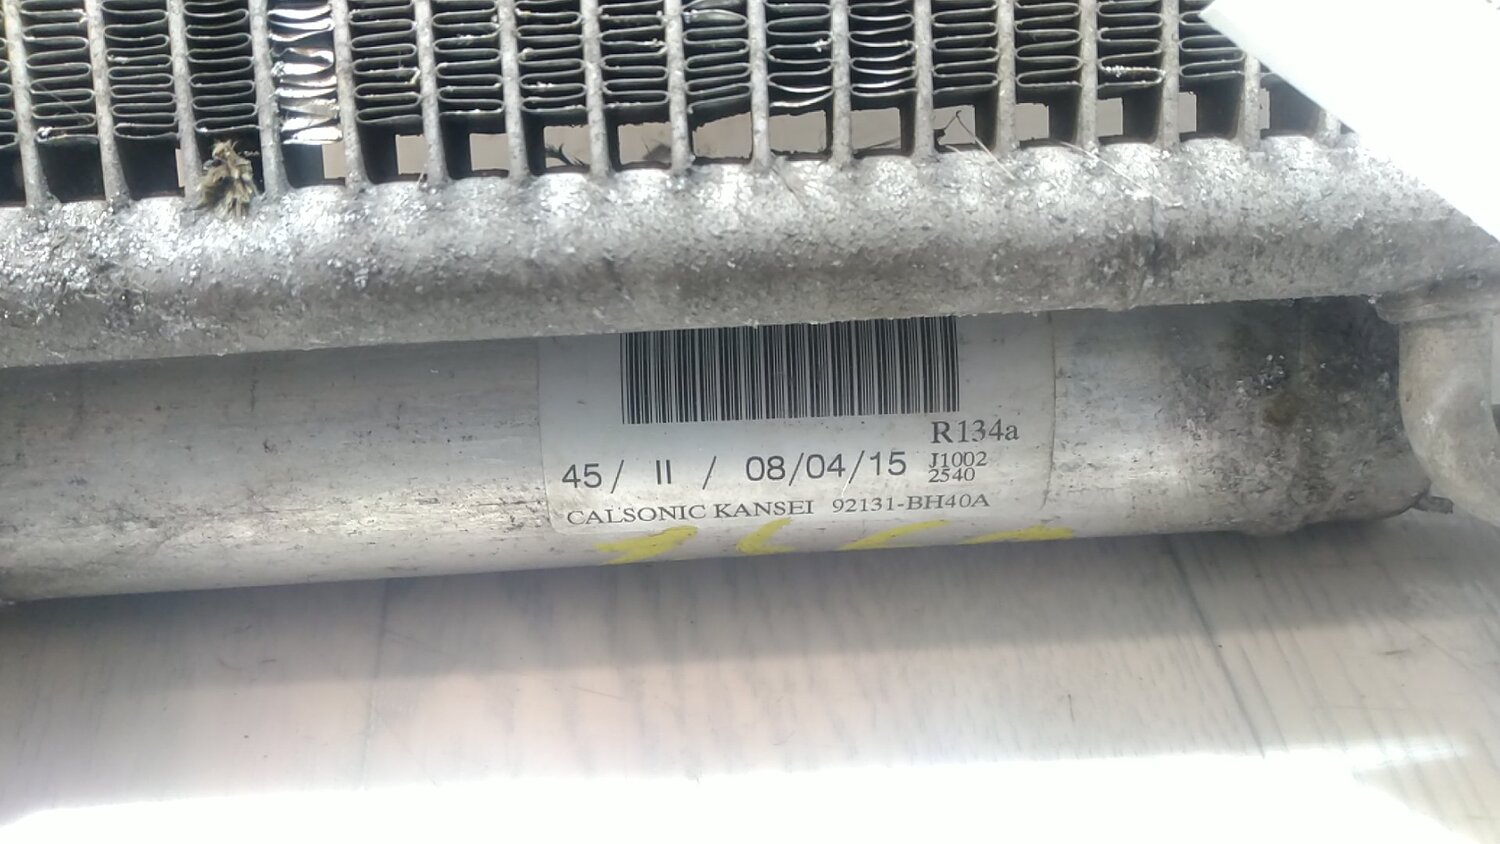 R134a
45/ II / 08/04/15 J1002
2540
CALSONIC KANSEI 92131-BH40A